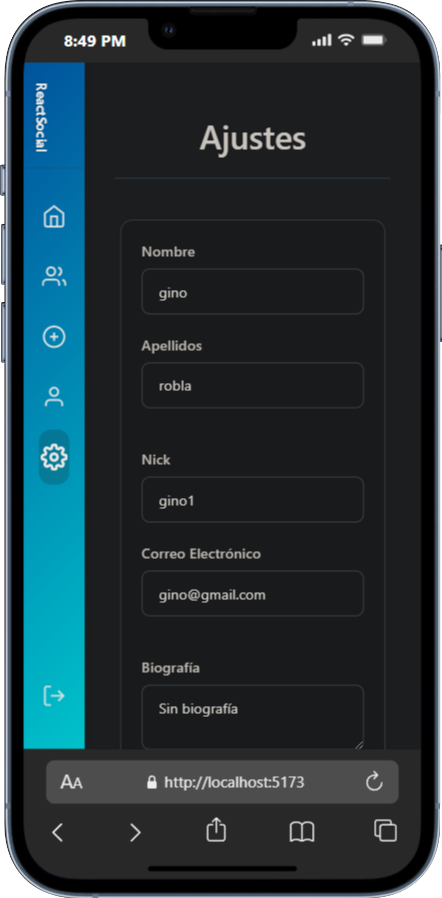 8:49 PM
ReactSocial
Ajustes
Nombre
gino
Apellidos
robla
Nick
gino1
Correo Electrónico
gino@gmail.com
Biografía
Sin biografía
AA
http://localhost:5173